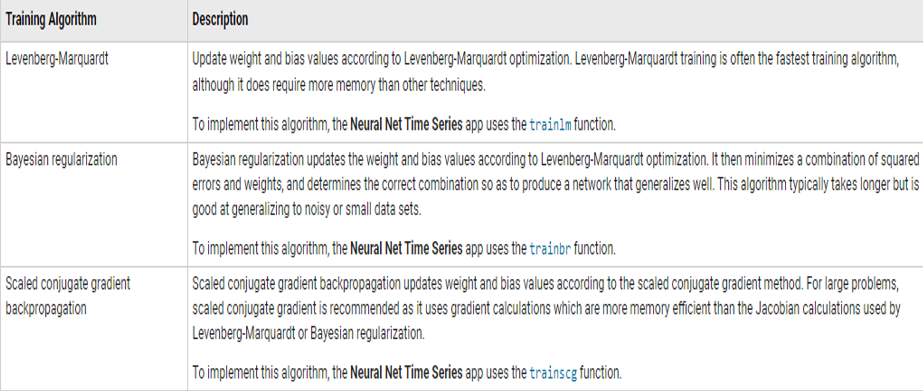 Training Algorithm Description
Levenberg-Marquardt Update weight and bias values according to Levenberg-Marquardt optimization. Levenberg-Marquardt training is often the fastest training algorithm,
although it does require more memory than other techniques.
To implement this algorithm, the Neural Net Time Series app uses the trainlm function.
Bayesian regularization Bayesian regularization updates the weight and bias values according to Levenberg-Marquardt optimization. It then minimizes a combination of squared
errors and weights, and determines the correct combination so as to produce a network that generalizes well. This algorithm typically takes longer but is
good at generalizing to noisy or small data sets.
To implement this algorithm, the Neural Net Time Series app uses the trainbr function.
Scaled conjugate gradient Scaled conjugate gradient backpropagation updates weight and bias values according to the scaled conjugate gradient method. For large problems,
backpropagation scaled conjugate gradient is recommended as it uses gradient calculations which are more memory efficient than the Jacobian calculations used by
Levenberg-Marquardt or Bayesian regularization.
To implement this algorithm, the Neural Net Time Series app uses the trainscg function.